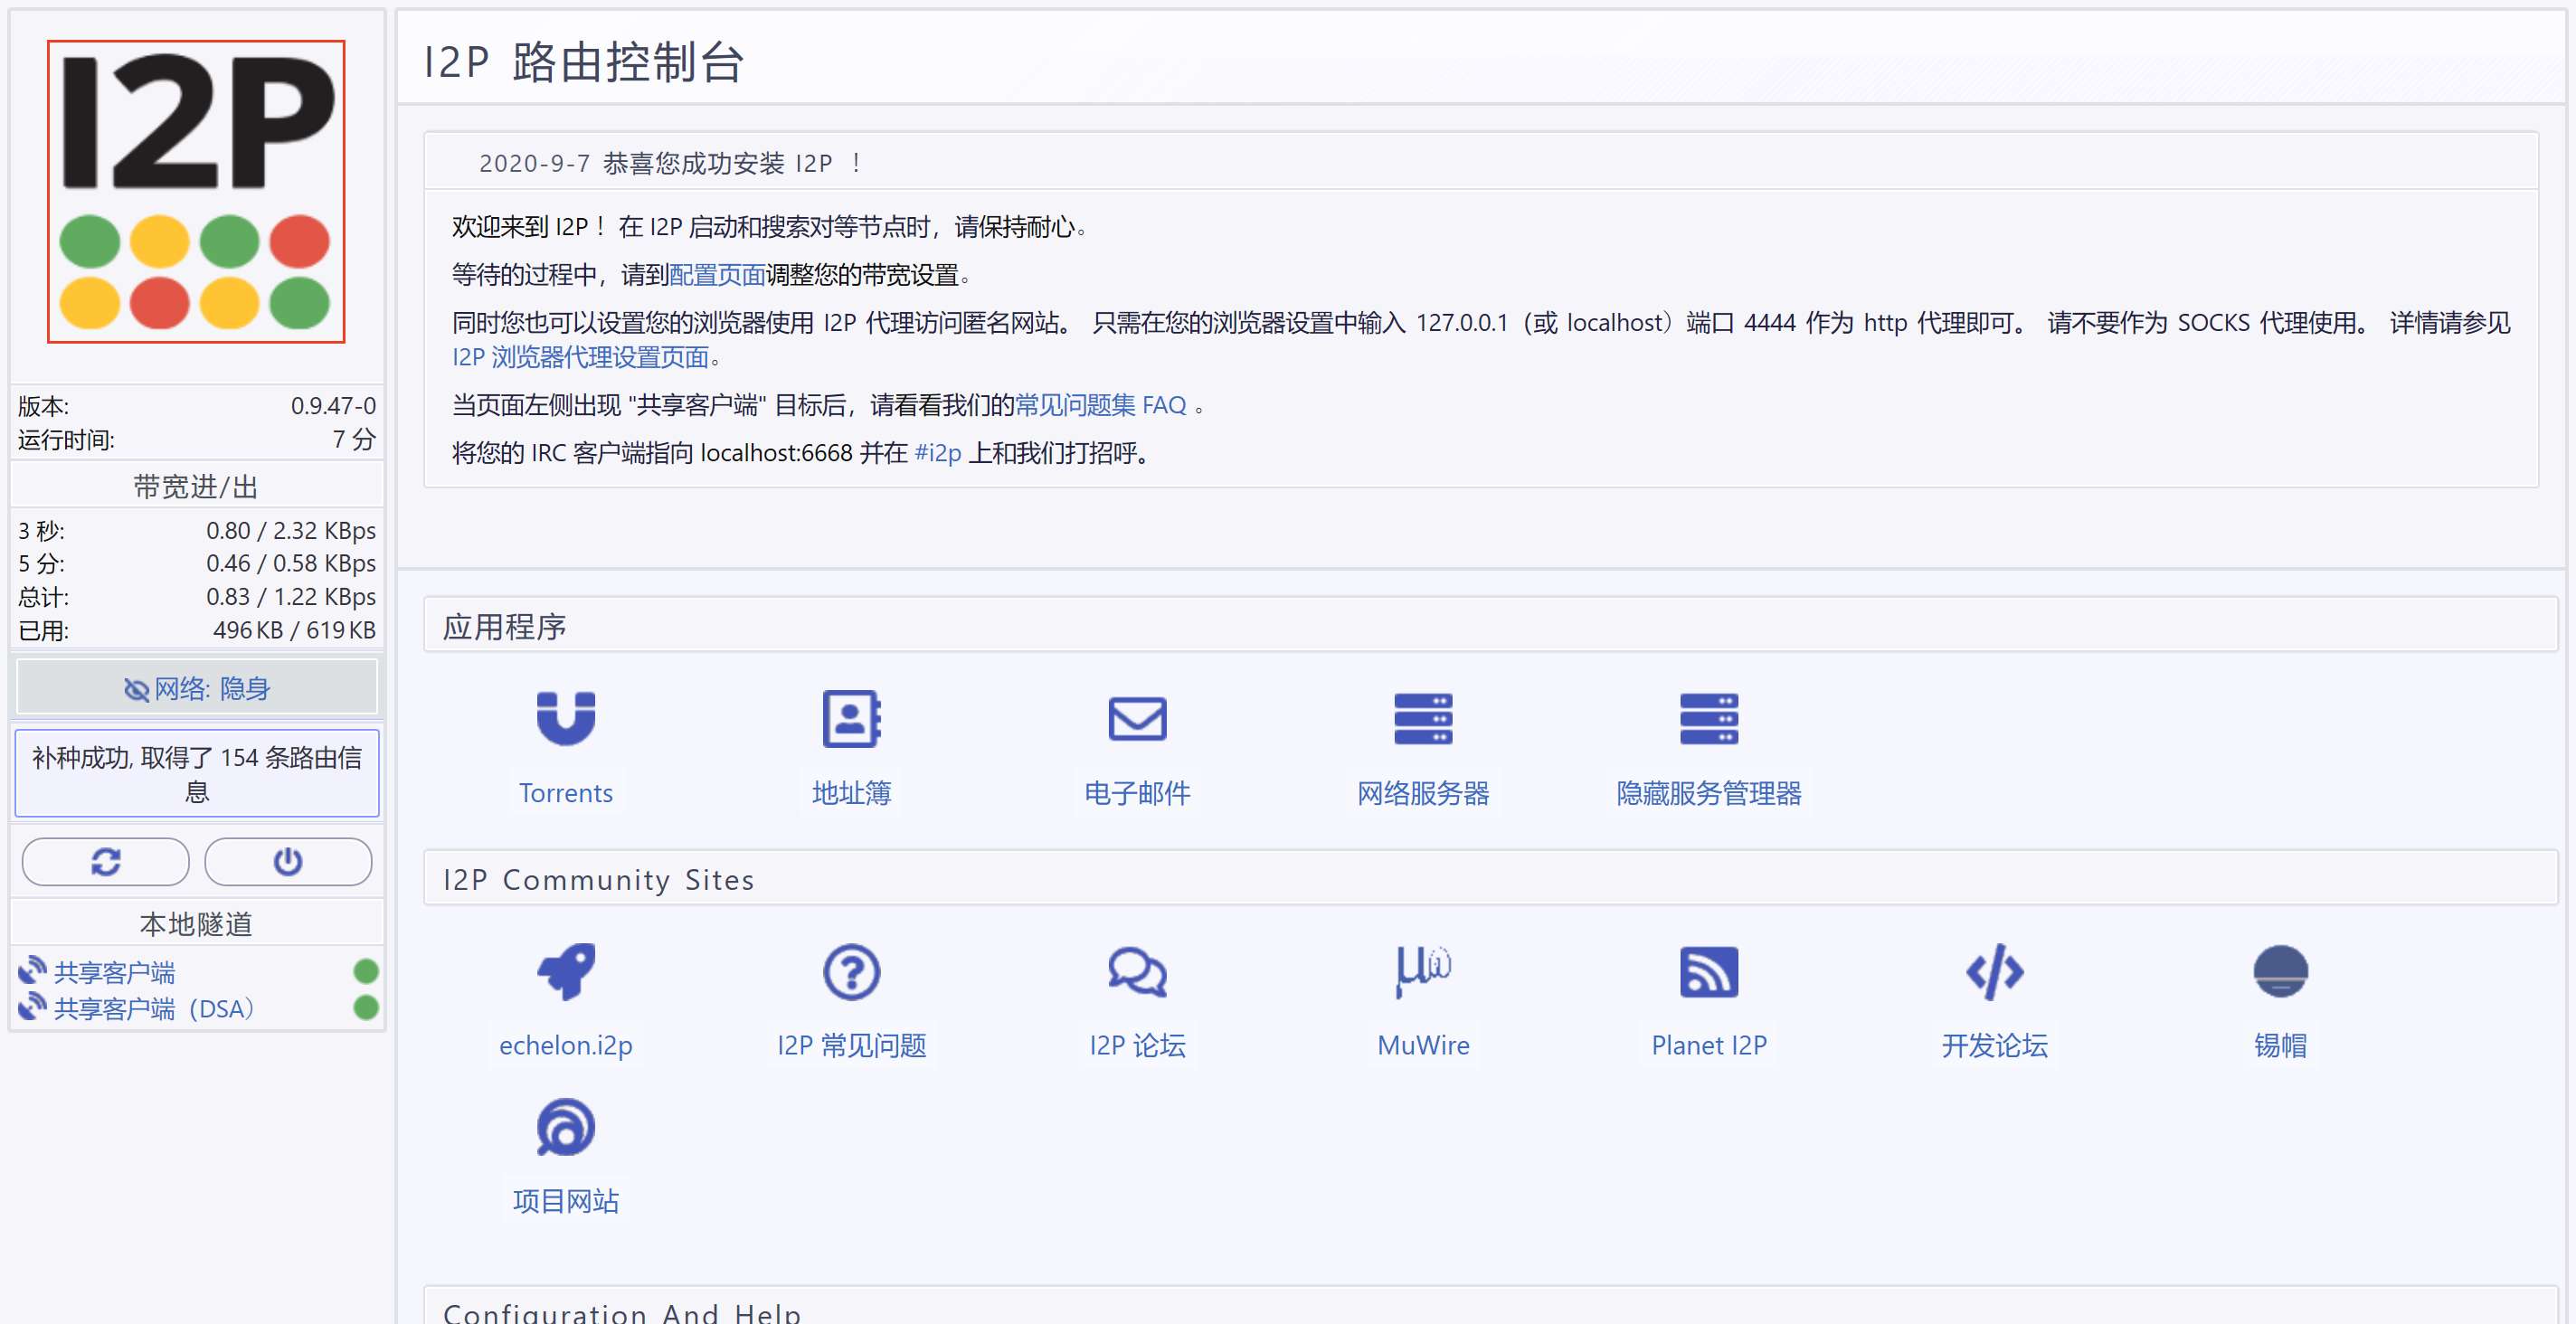 I2P
版本: 0.9.47-0
运行时间: 7 分
带宽进/出
3 秒: 0.80 / 2.32 KBps
5 分: 0.46 / 0.58 KBps
总计: 0.83 / 1.22 KBps
已用: 496 KB / 619 KB
网络: 隐身
补种成功, 取得了 154 条路由信
息
本地隧道
共享客户端
共享客户端（DSA）
I2P 路由控制台
2020-9-7 恭喜您成功安装 I2P ！
欢迎来到 I2P！在 I2P 启动和搜索对等节点时，请保持耐心。
等待的过程中，请到配置页面调整您的带宽设置。
同时您也可以设置您的浏览器使用 I2P 代理访问匿名网站。 只需在您的浏览器设置中输入 127.0.0.1（或 localhost）端口 4444 作为 http 代理即可。 请不要作为 SOCKS 代理使用。 详情请参见
I2P 浏览器代理设置页面。
当页面左侧出现 "共享客户端" 目标后，请看看我们的常见问题集 FAQ 。
将您的 IRC 客户端指向 localhost:6668 并在 #i2p 上和我们打招呼。
应用程序
Torrents 地址簿 电子邮件 网络服务器 隐藏服务管理器
I2P Community Sites
echelon.i2p I2P 常见问题 I2P 论坛 MuWire Planet I2P 开发论坛 锡帽
项目网站
Configuration And Help